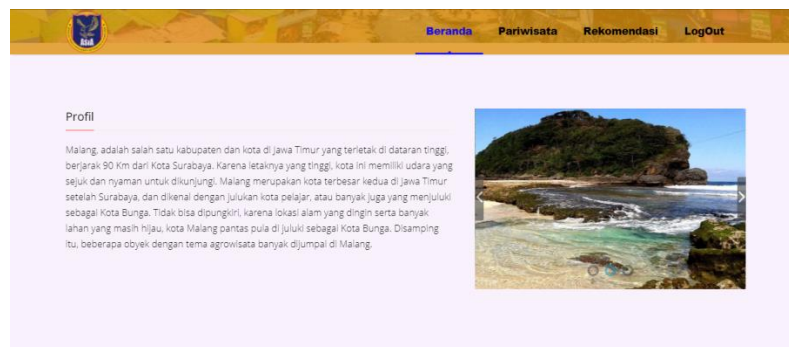 Beranda Pariwisata Rekomendasi LogOut
Profil
Malang, adalah salah satu kabupaten dan kota di Jawa Timur yang terletak di dataran tinggi,
berjarak 90 Km dari Kota Surabaya. Karena letaknya yang tinggi, kota ini memiliki udara yang
sejuk dan nyaman untuk dikunjungi. Malang merupakan kota terbesar kedua di Jawa Timur
setelah Surabaya, dan dikenal dengan julukan kota pelajar, atau banyak juga yang menjuluki
sebagai Kota Bunga. Tidak bisa dipungkiri, karena lokasi alam yang dingin serta banyak
lahan yang masih hijau, kota Malang pantas pula di juluki sebagai Kota Bunga. Disamping
itu, beberapa obyek dengan tema agrowisata banyak dijumpai di Malang.